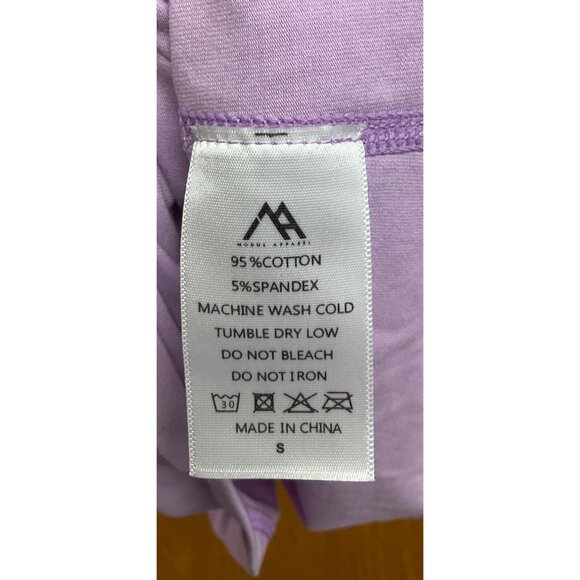 MODUS APPAREL
95%COTTON
5%SPANDEX
MACHINE WASH COLD
TUMBLE DRY LOW
DO NOT BLEACH
DO NOT IRON
30
MADE IN CHINA
S